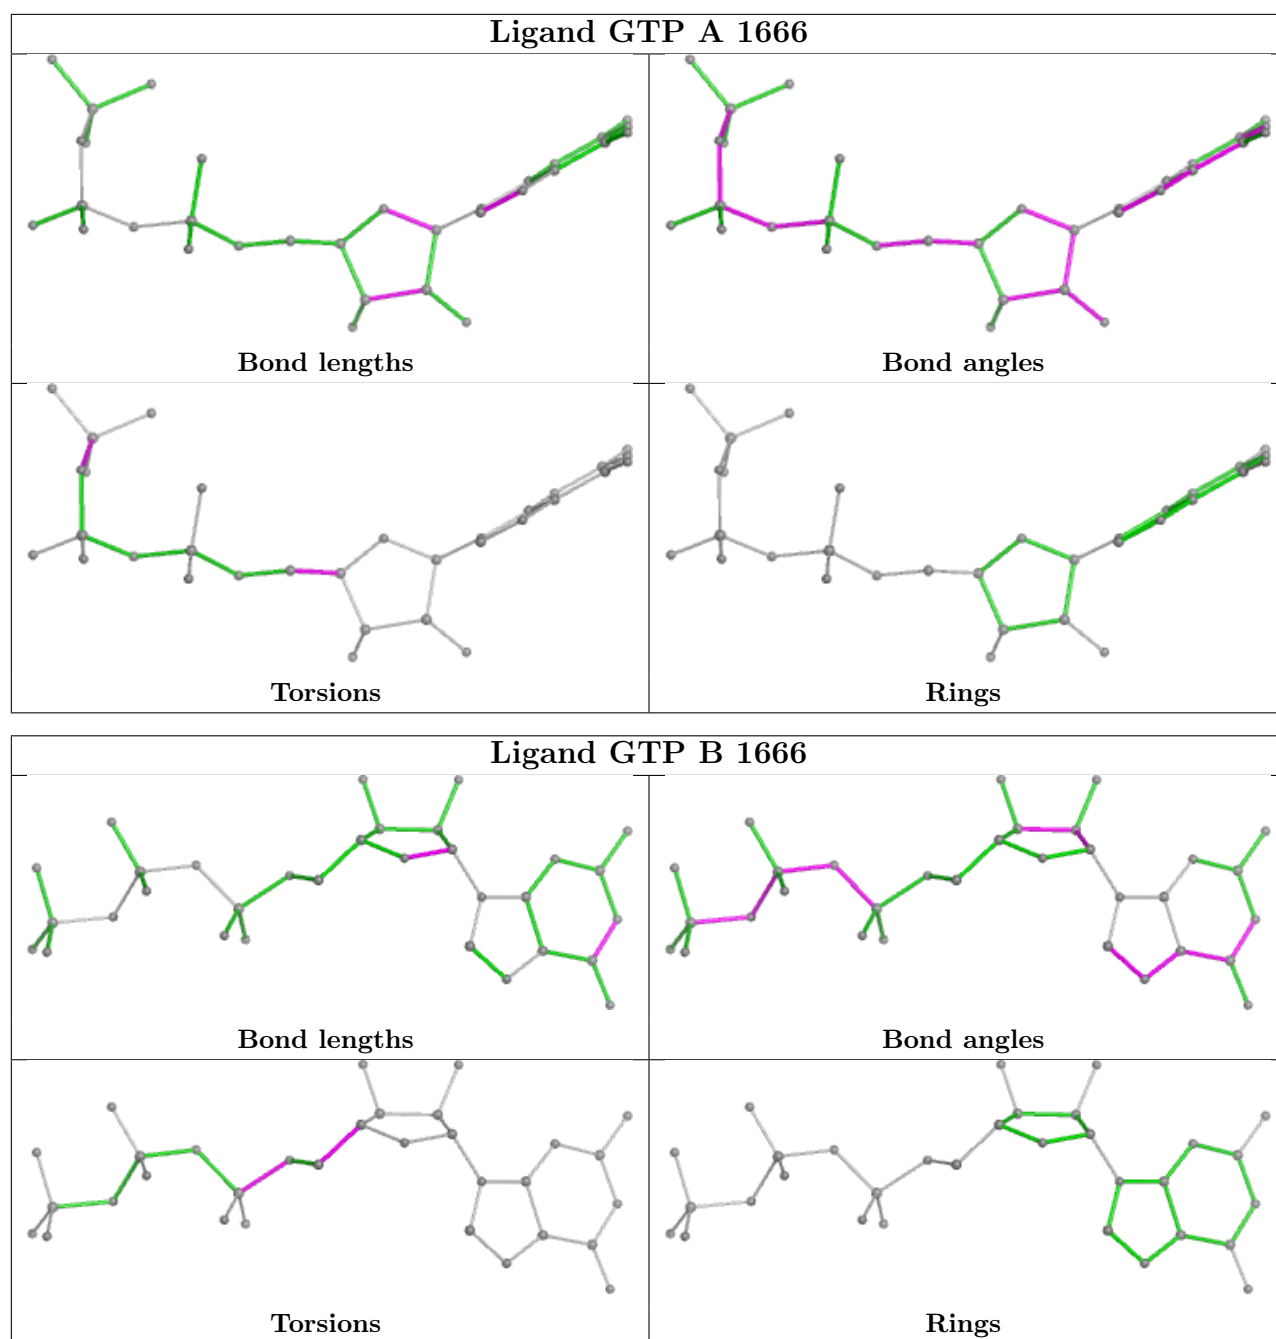 Ligand GTP A 1666
Bond lengths
Bond angles
Torsions
Rings
Ligand GTP B 1666
Bond lengths
Bond angles
Torsions
Rings